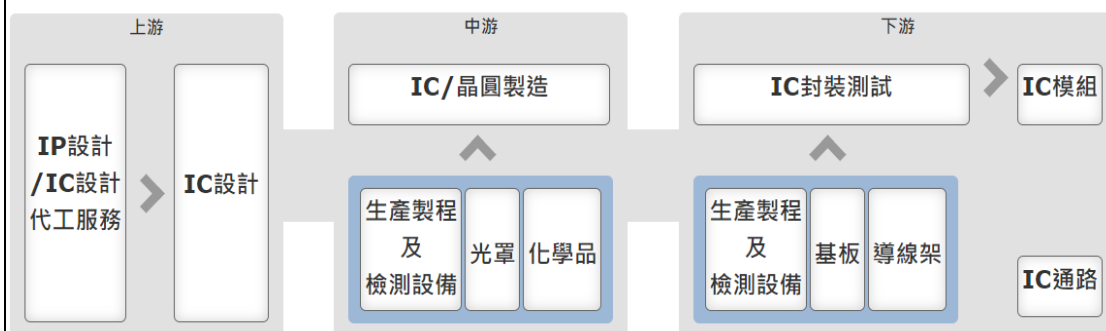 上游
IP設計
/IC設計
代工服務
IC設計
中游
IC/晶圓製造
生產製程
及
檢測設備
光罩
化學品
下游
IC封裝測試
IC模組
生產製程
及
檢測設備
基板
導線架
IC通路